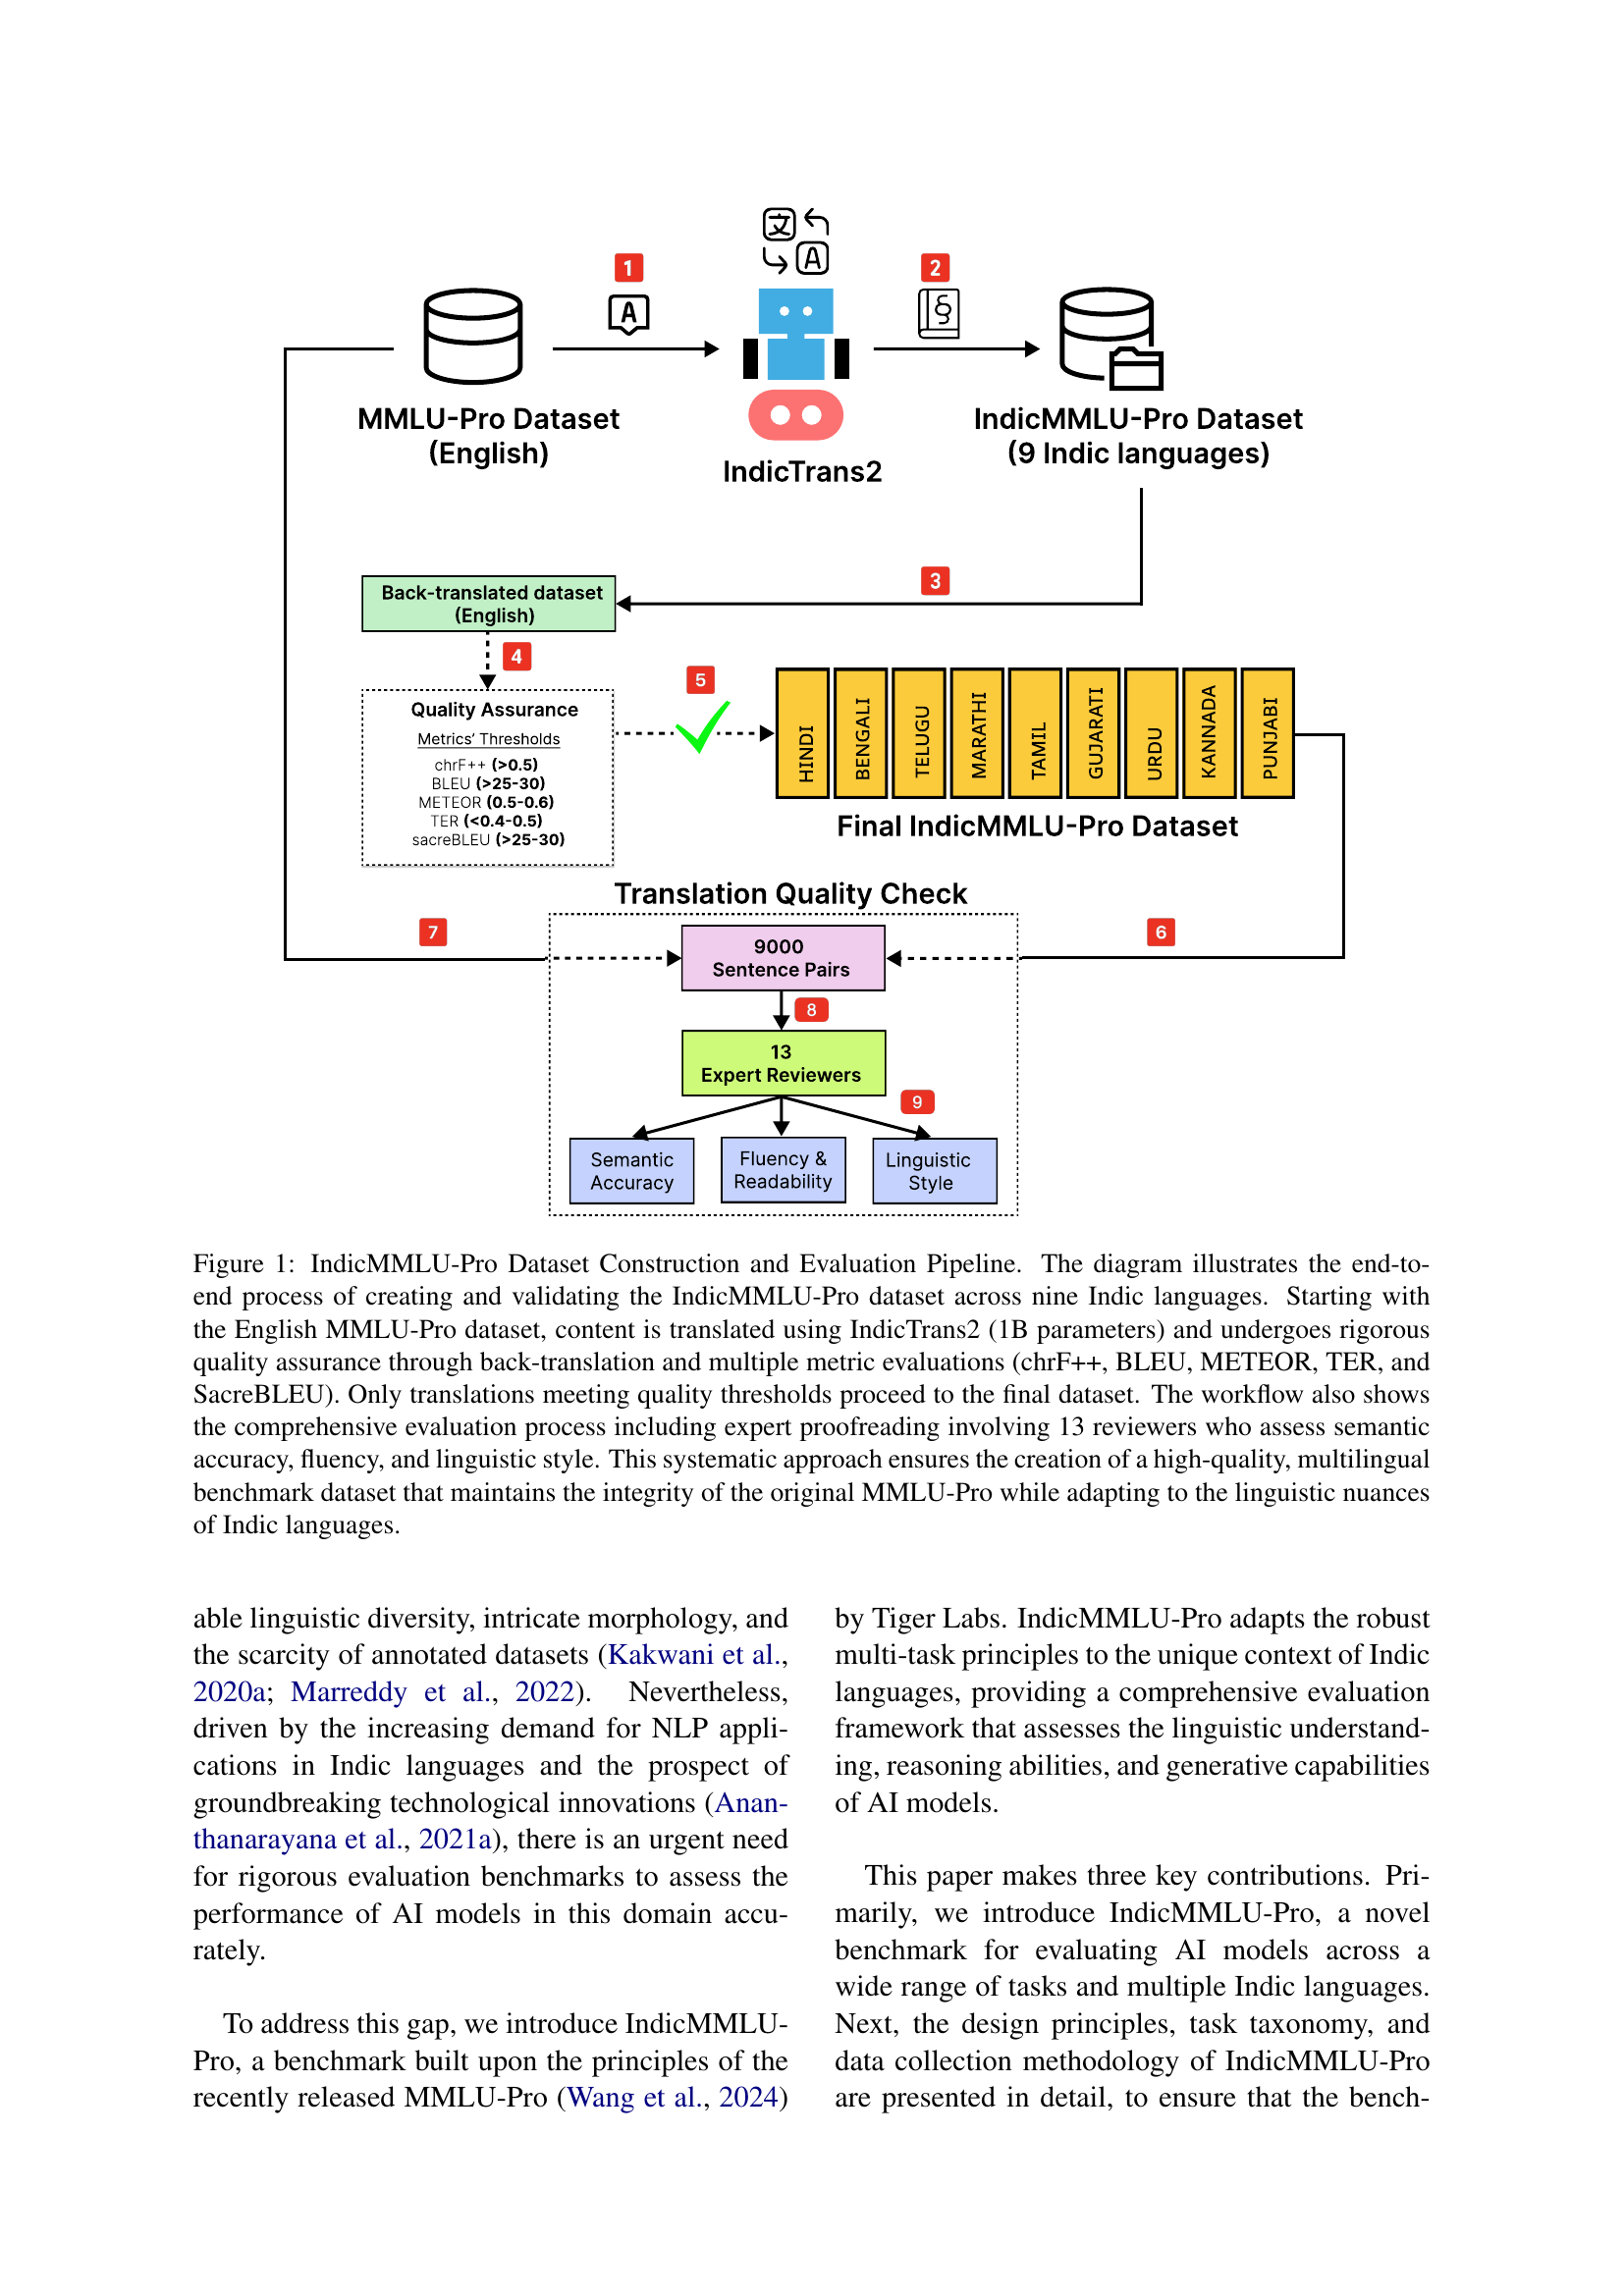 文
A
1
A
2
§
MMLU-Pro Dataset
(English)
IndicTrans2
IndicMMLU-Pro Dataset
(9 Indic languages)
3
Back-translated dataset
(English)
4
Quality Assurance
Metrics' Thresholds
chrF++ (>0.5)
BLEU (>25-30)
METEOR (0.5-0.6)
TER (<0.4-0.5)
sacreBLEU (>25-30)
5
HINDI
BENGALI
TELUGU
MARATHI
TAMIL
GUJARATI
URDU
KANNADA
PUNJABI
Final IndicMMLU-Pro Dataset
Translation Quality Check
7
6
9000
Sentence Pairs
8
13
Expert Reviewers
9
Semantic
Accuracy
Fluency &
Readability
Linguistic
Style
Figure 1: IndicMMLU-Pro Dataset Construction and Evaluation Pipeline. The diagram illustrates the end-to-
end process of creating and validating the IndicMMLU-Pro dataset across nine Indic languages. Starting with
the English MMLU-Pro dataset, content is translated using IndicTrans2 (1B parameters) and undergoes rigorous
quality assurance through back-translation and multiple metric evaluations (chrF++, BLEU, METEOR, TER, and
SacreBLEU). Only translations meeting quality thresholds proceed to the final dataset. The workflow also shows
the comprehensive evaluation process including expert proofreading involving 13 reviewers who assess semantic
accuracy, fluency, and linguistic style. This systematic approach ensures the creation of a high-quality, multilingual
benchmark dataset that maintains the integrity of the original MMLU-Pro while adapting to the linguistic nuances
of Indic languages.
able linguistic diversity, intricate morphology, and
the scarcity of annotated datasets (Kakwani et al.,
2020a; Marreddy et al., 2022). Nevertheless,
driven by the increasing demand for NLP appli-
cations in Indic languages and the prospect of
groundbreaking technological innovations (Anan-
thanarayana et al., 2021a), there is an urgent need
for rigorous evaluation benchmarks to assess the
performance of AI models in this domain accu-
rately.
To address this gap, we introduce IndicMMLU-
Pro, a benchmark built upon the principles of the
recently released MMLU-Pro (Wang et al., 2024)
by Tiger Labs. IndicMMLU-Pro adapts the robust
multi-task principles to the unique context of Indic
languages, providing a comprehensive evaluation
framework that assesses the linguistic understand-
ing, reasoning abilities, and generative capabilities
of AI models.
This paper makes three key contributions. Pri-
marily, we introduce IndicMMLU-Pro, a novel
benchmark for evaluating AI models across a
wide range of tasks and multiple Indic languages.
Next, the design principles, task taxonomy, and
data collection methodology of IndicMMLU-Pro
are presented in detail, to ensure that the bench-